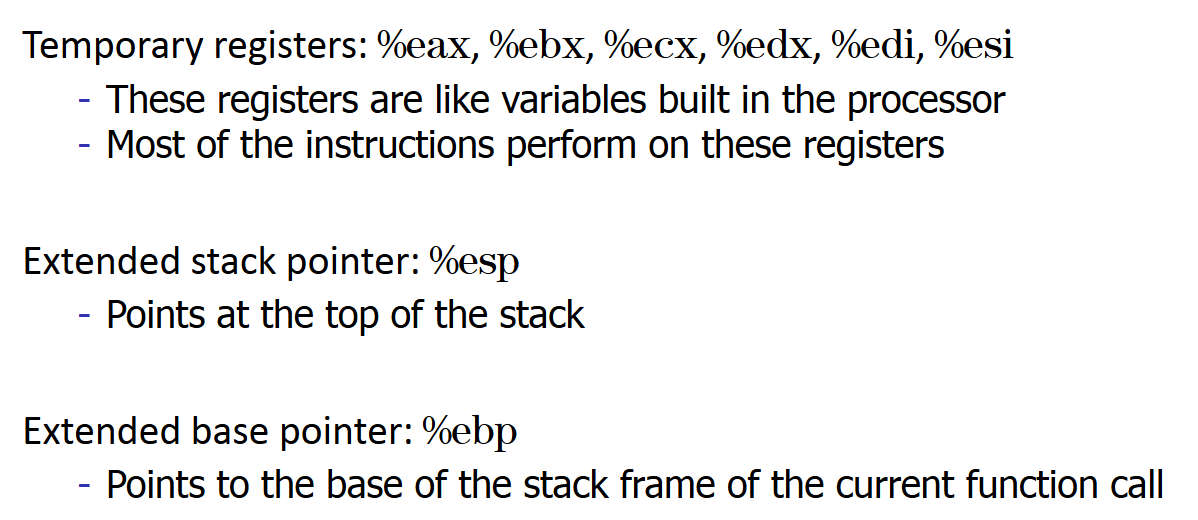 Temporary registers: %eax, %ebx, %ecx, %edx, %edi, %esi
- These registers are like variables built in the processor
- Most of the instructions perform on these registers
Extended stack pointer: %esp
- Points at the top of the stack
Extended base pointer: %ebp
- Points to the base of the stack frame of the current function call